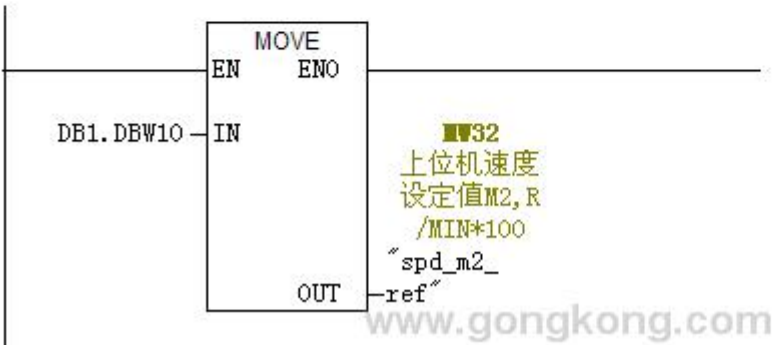 MOVE
EN ENO
DB1.DBW10 IN
MW32
上位机速度
设定值M2,R
/MIN*100
"spd_m2_
OUT ref"
www.gongkong.com